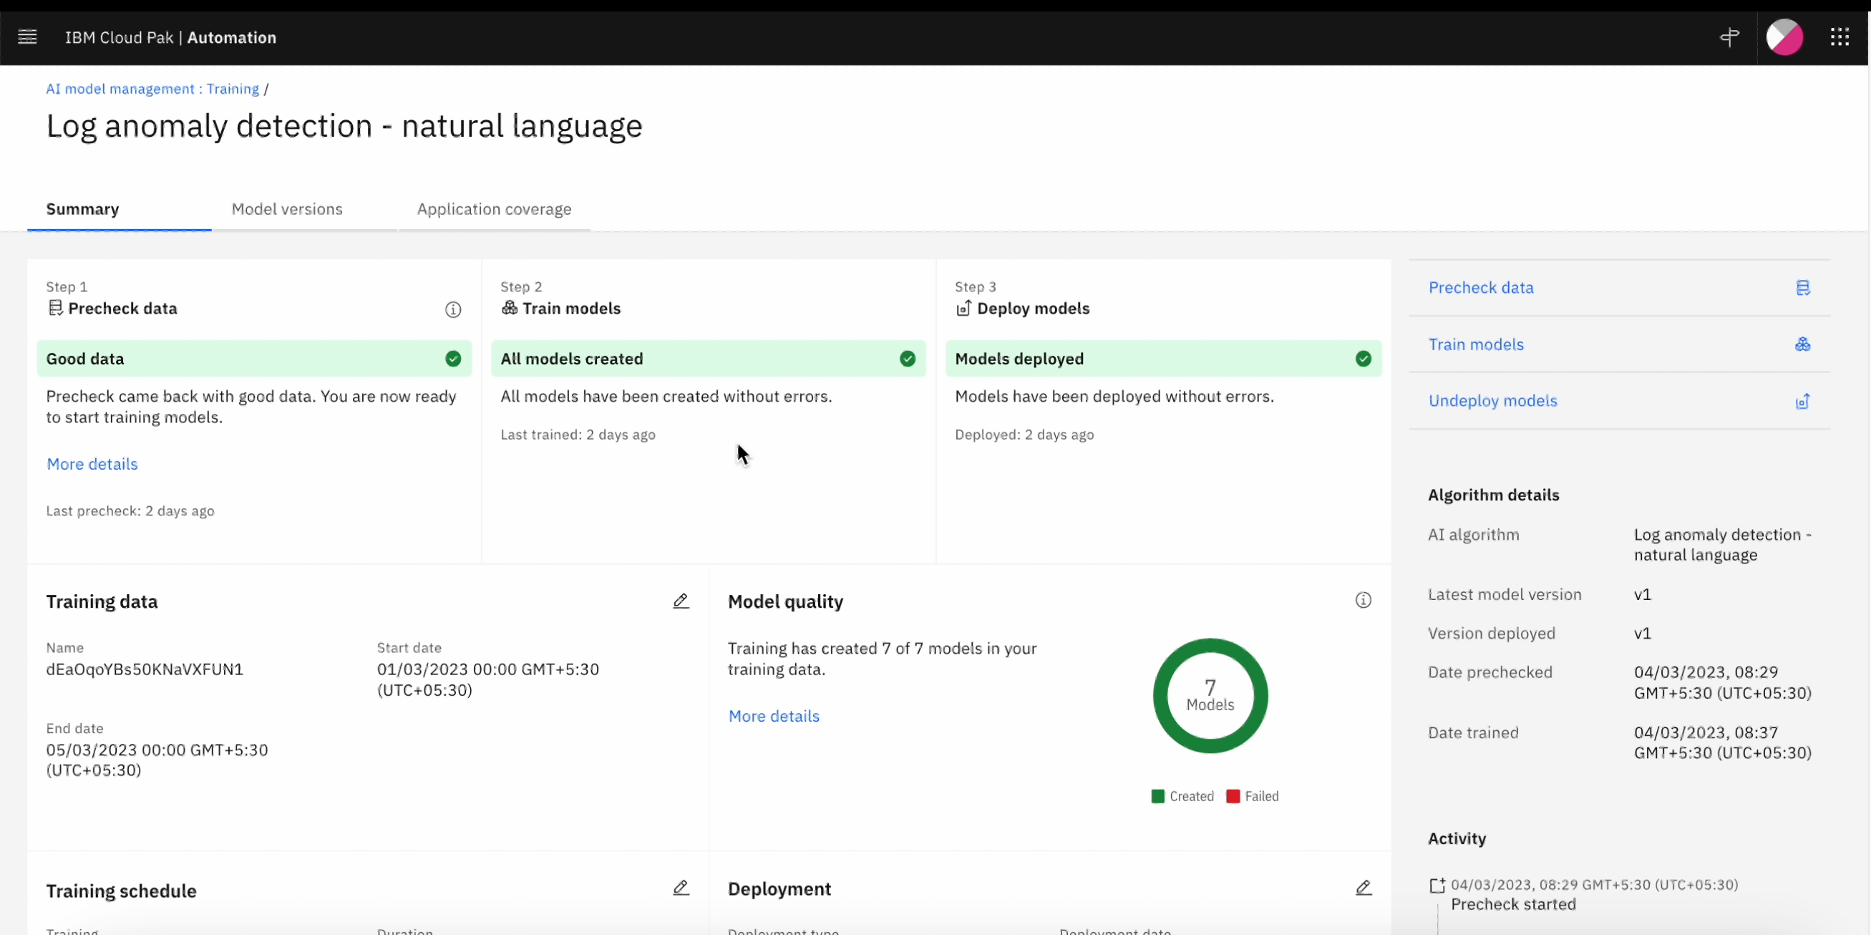 IBM Cloud Pak | Automation
AI model management : Training /
Log anomaly detection - natural language
Summary
Model versions
Application coverage
Step 1
Precheck data
Good data
Precheck came back with good data. You are now ready
to start training models.
More details
Last precheck: 2 days ago
Step 2
Train models
All models created
All models have been created without errors.
Last trained: 2 days ago
Step 3
Deploy models
Models deployed
Models have been deployed without errors.
Deployed: 2 days ago
Training data
Name
dEaOqoYBs50KNaVXFUN1
Start date
01/03/2023 00:00 GMT+5:30
(UTC+05:30)
End date
05/03/2023 00:00 GMT+5:30
(UTC+05:30)
Model quality
Training has created 7 of 7 models in your
training data.
More details
7
Models
Created
Failed
Training schedule
Training
Duration
Deployment
Deployment type
Deployment date
Precheck data
Train models
Undeploy models
Algorithm details
AI algorithm
Log anomaly detection -
natural language
Latest model version
v1
Version deployed
v1
Date prechecked
04/03/2023, 08:29
GMT+5:30 (UTC+05:30)
Date trained
04/03/2023, 08:37
GMT+5:30 (UTC+05:30)
Activity
04/03/2023, 08:29 GMT+5:30 (UTC+05:30)
Precheck started